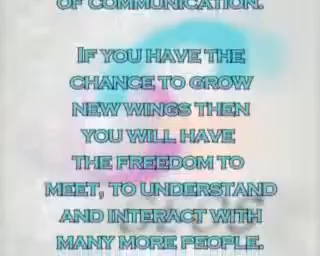 OF COMMUNICATION.
IF YOU HAVE THE
CHANCE TO GROW
NEW WINGS THEN
YOU WILL HAVE
THE FREEDOM TO
MEET, TO UNDERSTAND
AND INTERACT WITH
MANY MORE PEOPLE.